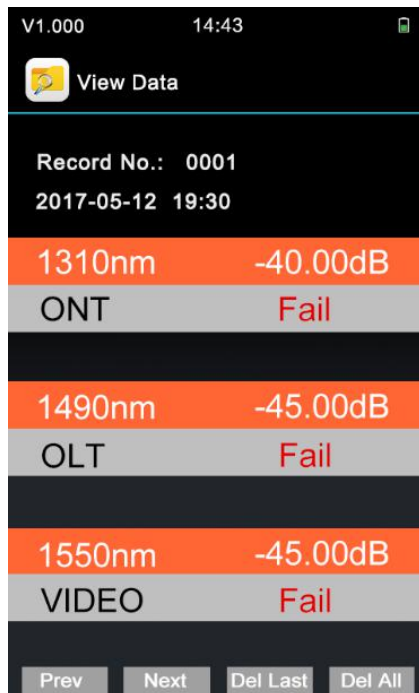 V1.000 14:43
View Data
Record No.: 0001
2017-05-12 19:30
1310nm -40.00dB
ONT Fail
1490nm -45.00dB
OLT Fail
1550nm -45.00dB
VIDEO Fail
Prev Next Del Last Del All